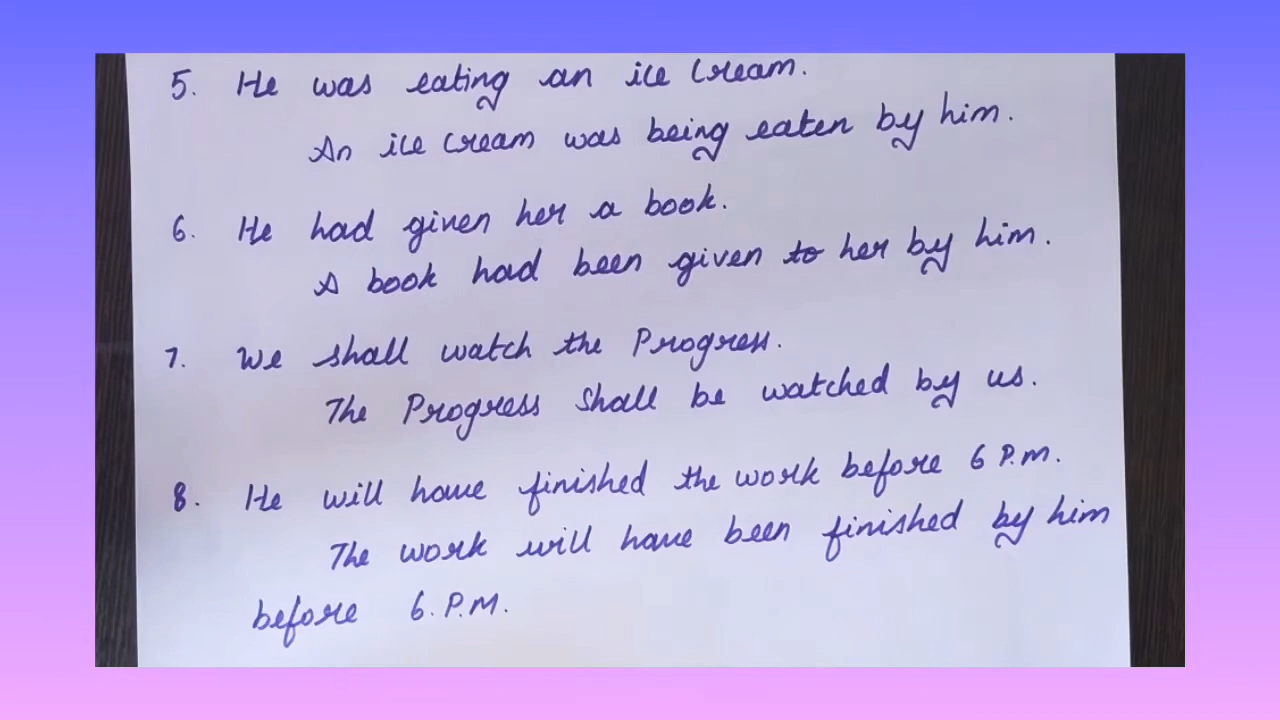 5. He was eating an ice cream.
An ice cream was being eaten by him.
6. He had given her a book.
A book had been given to her by him.
7. We shall watch the Progress.
The Progress shall be watched by us.
8. He will have finished the work before 6 P.M.
The work will have been finished by him
before 6. P.M.